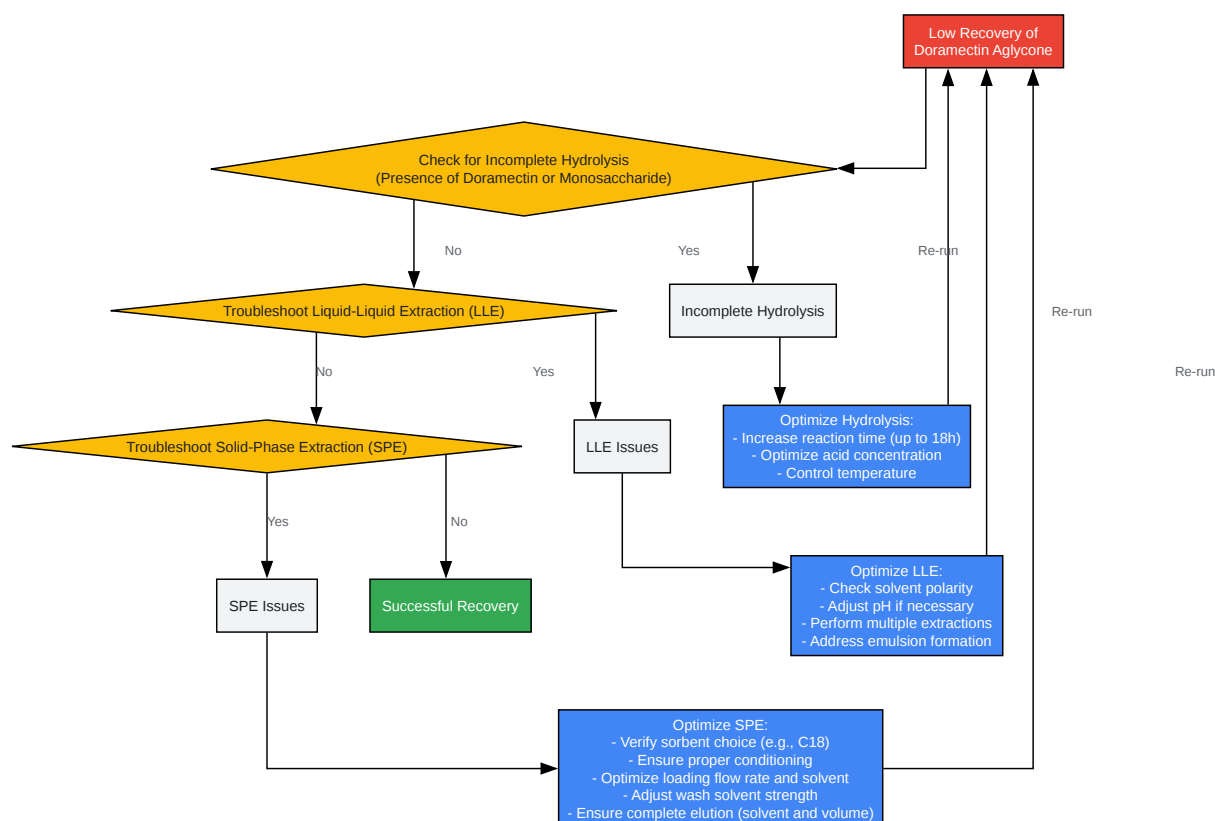 Low Recovery of
Doramectin Aglycone
Check for Incomplete Hydrolysis
(Presence of Doramectin or Monosaccharide)
No
Yes
Re-run
Troubleshoot Liquid-Liquid Extraction (LLE)
Incomplete Hydrolysis
Re-run
No
Yes
Re-run
Optimize Hydrolysis:
- Increase reaction time (up to 18h)
- Optimize acid concentration
- Control temperature
Troubleshoot Solid-Phase Extraction (SPE)
LLE Issues
Yes
No
Optimize LLE:
- Check solvent polarity
- Adjust pH if necessary
- Perform multiple extractions
- Address emulsion formation
SPE Issues
Successful Recovery
Optimize SPE:
- Verify sorbent choice (e.g., C18)
- Ensure proper conditioning
- Optimize loading flow rate and solvent
- Adjust wash solvent strength
- Ensure complete elution (solvent and volume)